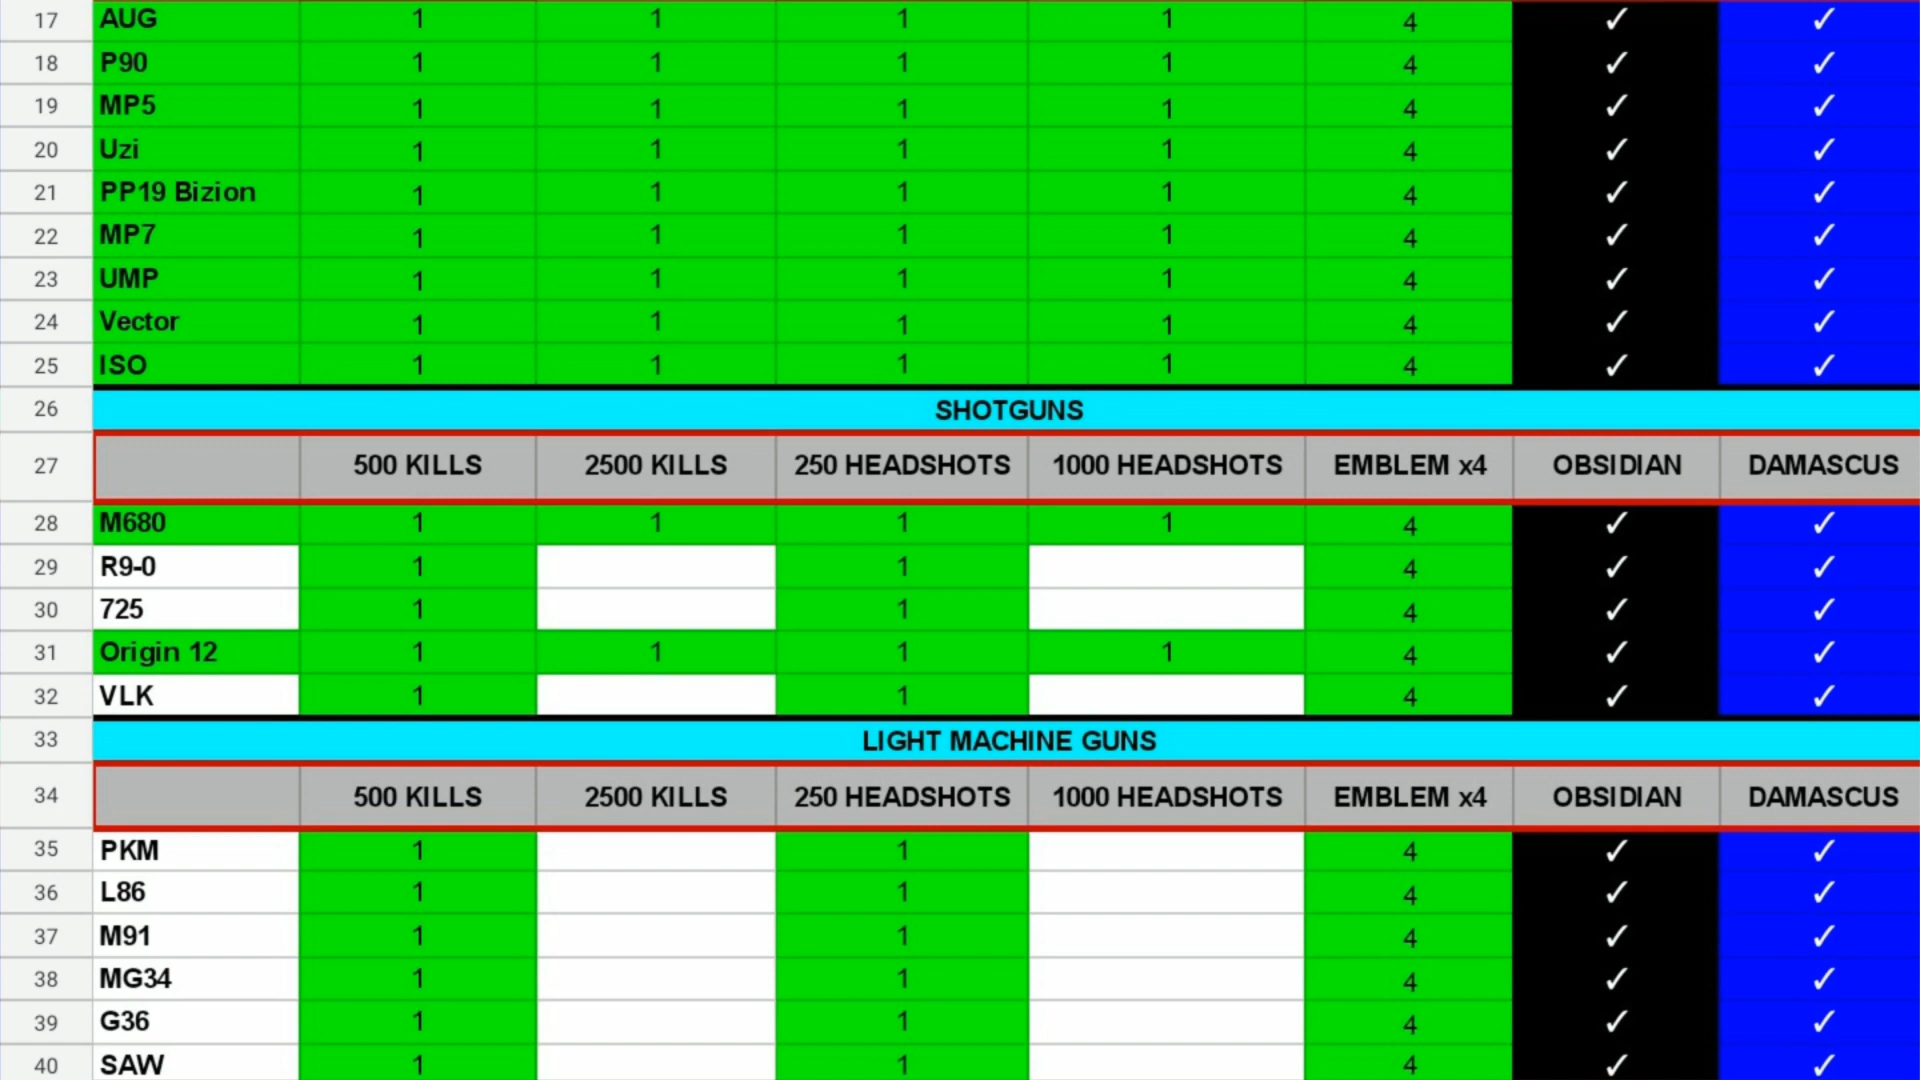 17 AUG 1 1 1 1 4 ✓ ✓
18 P90 1 1 1 1 4 ✓ ✓
19 MP5 1 1 1 1 4 ✓ ✓
20 Uzi 1 1 1 1 4 ✓ ✓
21 PP19 Bizion 1 1 1 1 4 ✓ ✓
22 MP7 1 1 1 1 4 ✓ ✓
23 UMP 1 1 1 1 4 ✓ ✓
24 Vector 1 1 1 1 4 ✓ ✓
25 ISO 1 1 1 1 4 ✓ ✓
26 SHOTGUNS
27 500 KILLS 2500 KILLS 250 HEADSHOTS 1000 HEADSHOTS EMBLEM x4 OBSIDIAN DAMASCUS
28 M680 1 1 1 1 4 ✓ ✓
29 R9-0 1 1 4 ✓ ✓
30 725 1 1 4 ✓ ✓
31 Origin 12 1 1 1 1 4 ✓ ✓
32 VLK 1 1 4 ✓ ✓
33 LIGHT MACHINE GUNS
34 500 KILLS 2500 KILLS 250 HEADSHOTS 1000 HEADSHOTS EMBLEM x4 OBSIDIAN DAMASCUS
35 PKM 1 1 4 ✓ ✓
36 L86 1 1 4 ✓ ✓
37 M91 1 1 4 ✓ ✓
38 MG34 1 1 4 ✓ ✓
39 G36 1 1 4 ✓ ✓
40 SAW 1 1 4 ✓ ✓